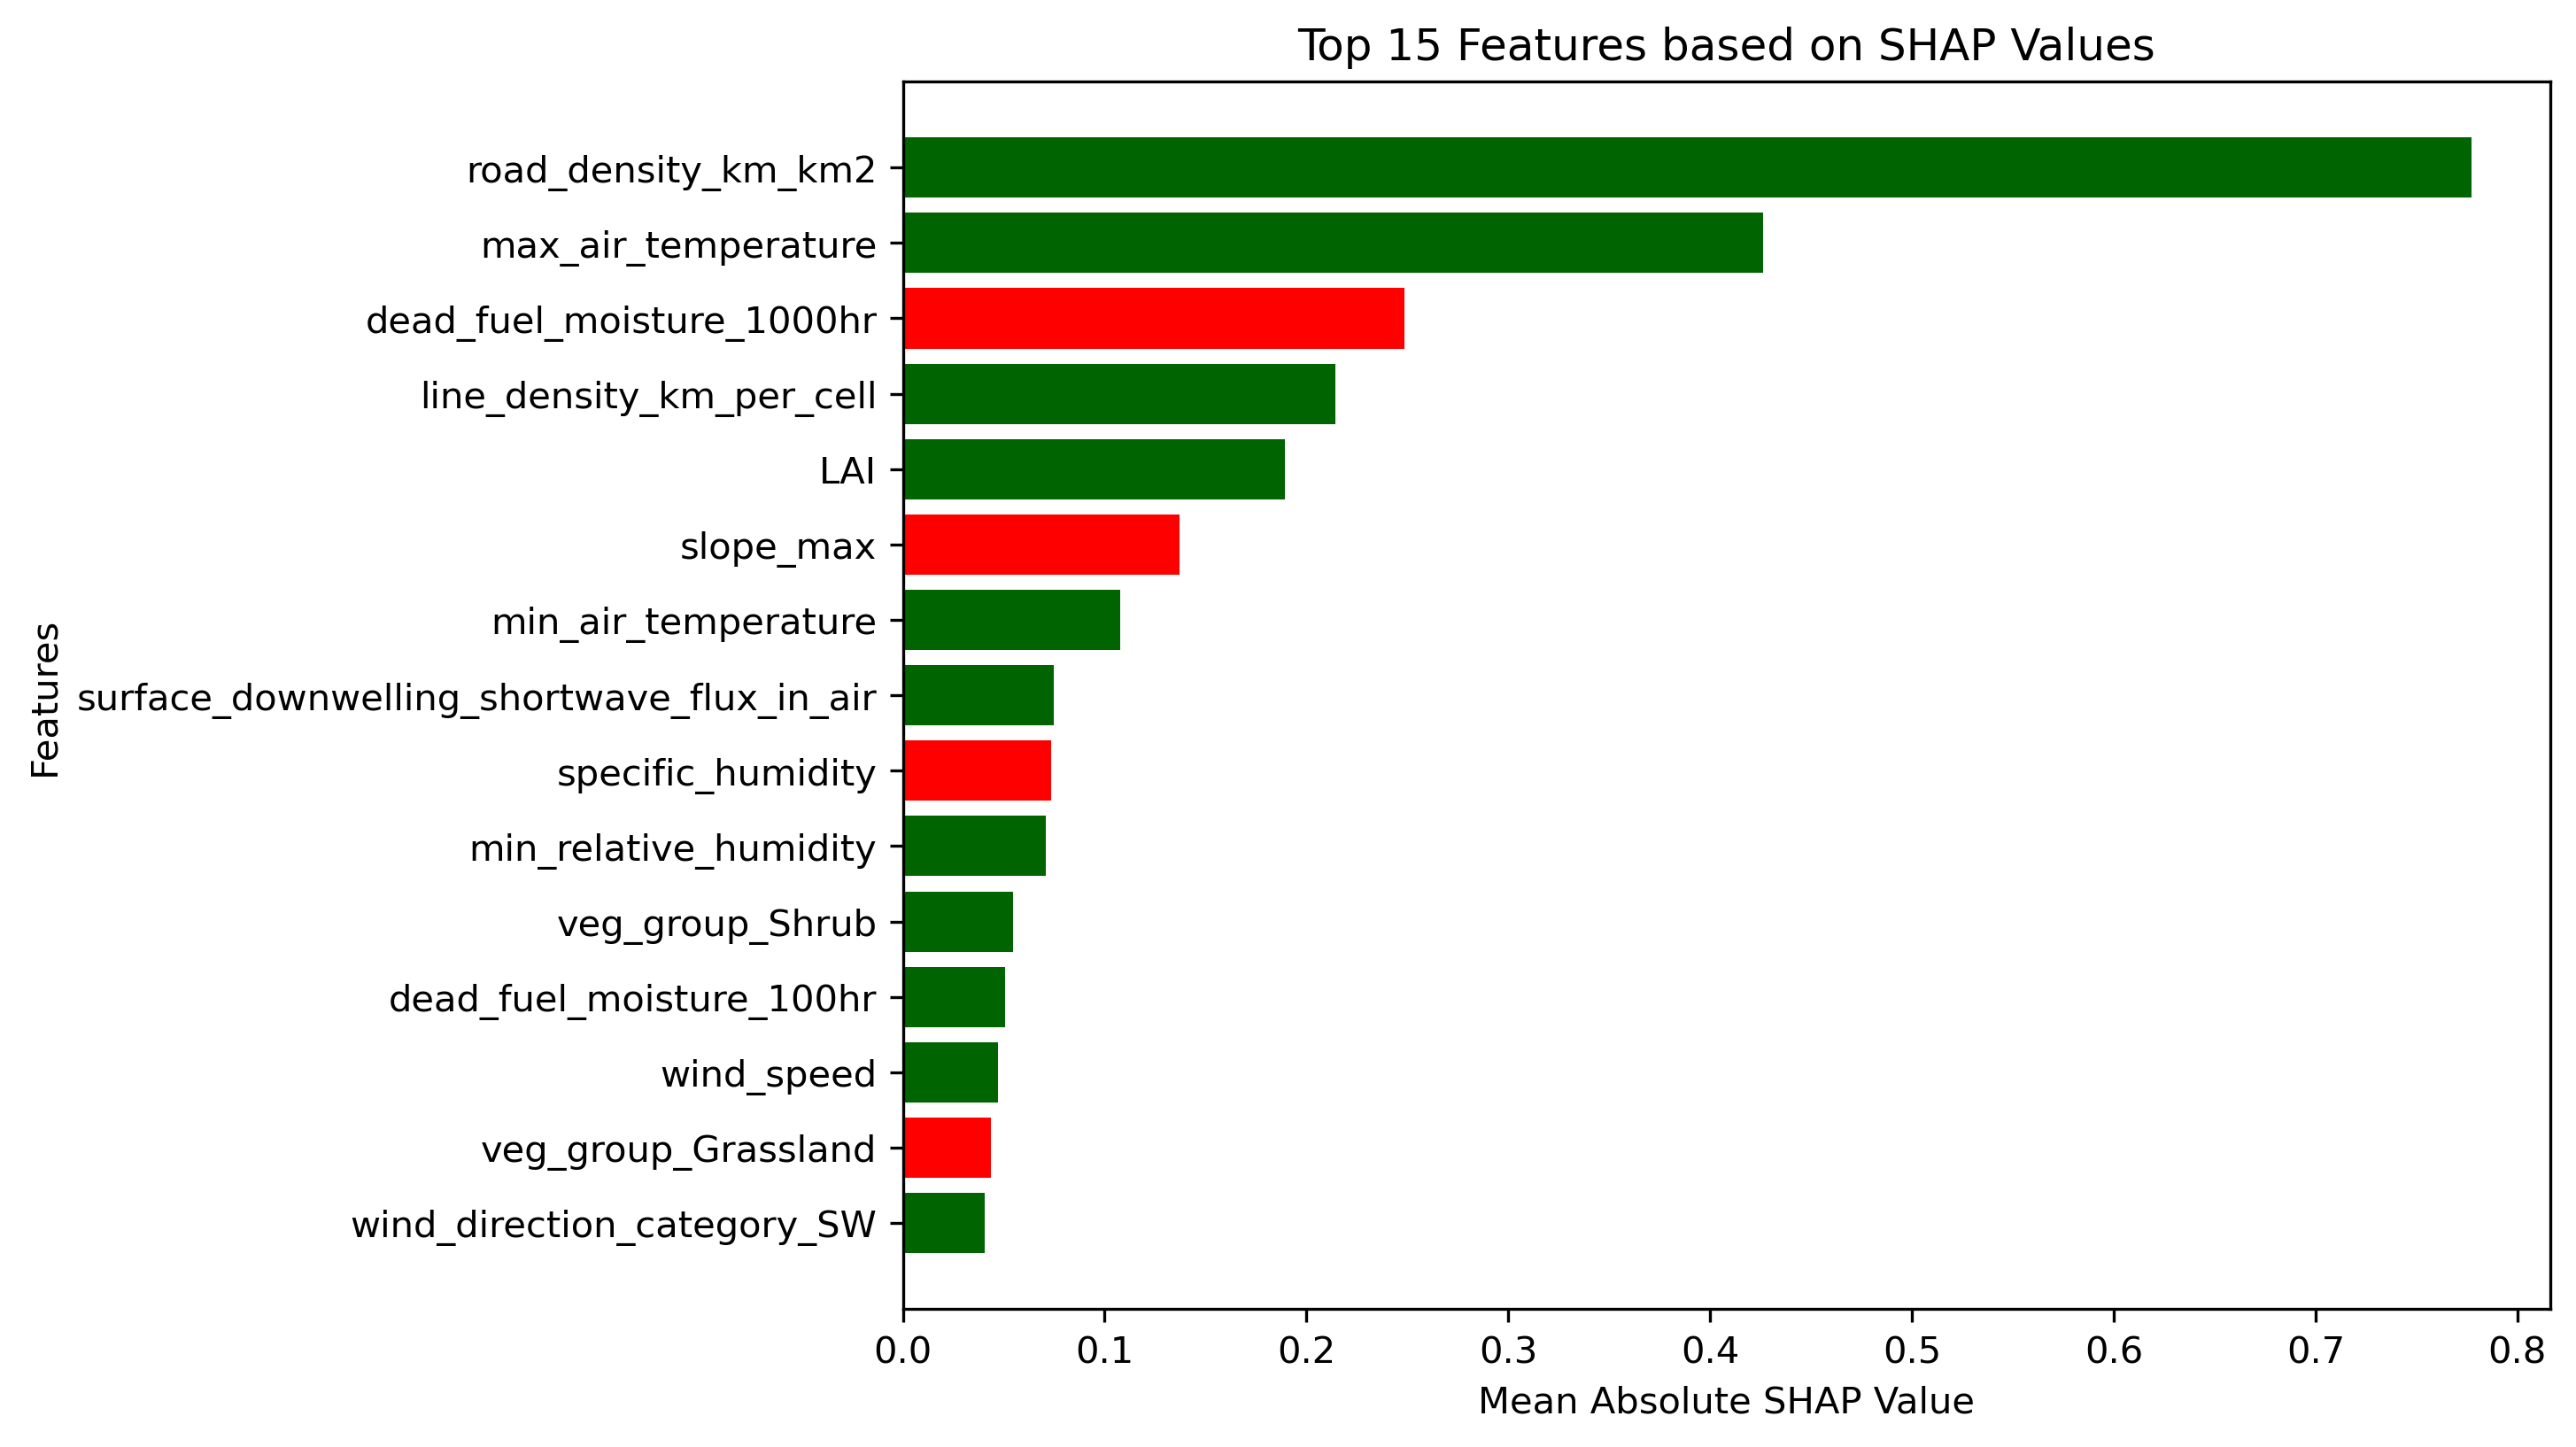 Top 15 Features based on SHAP Values
Features
road_density_km_km2
max_air_temperature
dead_fuel_moisture_1000hr
line_density_km_per_cell
LAI
slope_max
min_air_temperature
surface_downwelling_shortwave_flux_in_air
specific_humidity
min_relative_humidity
veg_group_Shrub
dead_fuel_moisture_100hr
wind_speed
veg_group_Grassland
wind_direction_category_SW
0.0 0.1 0.2 0.3 0.4 0.5 0.6 0.7 0.8
Mean Absolute SHAP Value